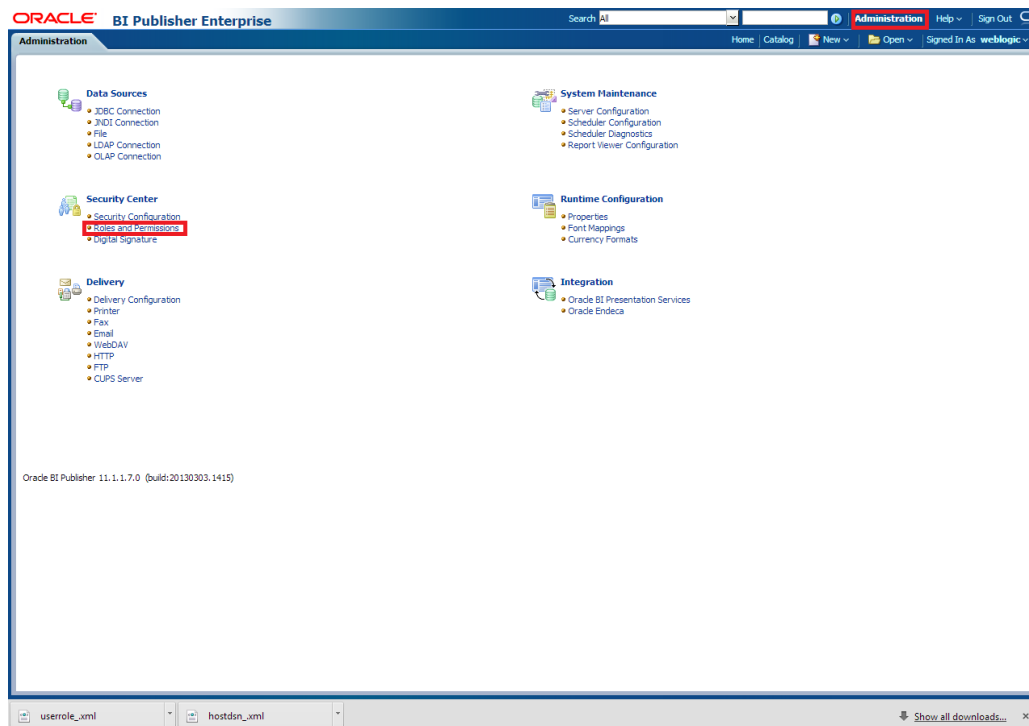 ORACLE BI Publisher Enterprise
Search All Administration Help Sign Out
Administration
Home Catalog New Open Signed In As weblogic
Data Sources
JDBC Connection
JNDI Connection
File
LDAP Connection
OLAP Connection
System Maintenance
Server Configuration
Scheduler Configuration
Scheduler Diagnostics
Report Viewer Configuration
Security Center
Security Configuration
Roles and Permissions
Digital Signature
Runtime Configuration
Properties
Font Mappings
Currency Formats
Delivery
Delivery Configuration
Printer
Fax
Email
WebDAV
HTTP
FTP
CUPS Server
Integration
Oracle BI Presentation Services
Oracle Endeca
Oracle BI Publisher 11.1.1.7.0 (build:20130303.1415)
userrole_.xml hostdsn_.xml Show all downloads...